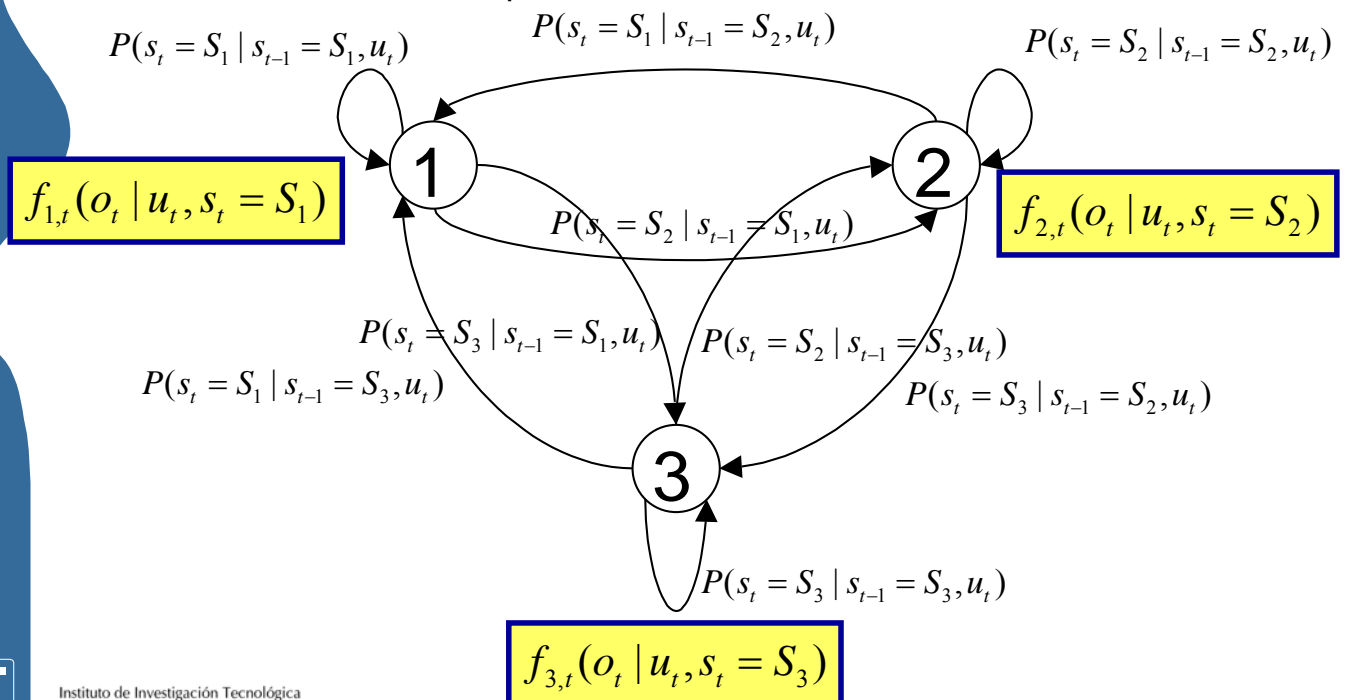 P(s_t = S_1 | s_{t-1} = S_2, u_t)
P(s_t = S_1 | s_{t-1} = S_1, u_t)
P(s_t = S_2 | s_{t-1} = S_2, u_t)
1
2
f_{1,t}(o_t | u_t, s_t = S_1)
f_{2,t}(o_t | u_t, s_t = S_2)
P(s_t = S_2 | s_{t-1} = S_1, u_t)
P(s_t = S_3 | s_{t-1} = S_1, u_t)
P(s_t = S_2 | s_{t-1} = S_3, u_t)
P(s_t = S_1 | s_{t-1} = S_3, u_t)
P(s_t = S_3 | s_{t-1} = S_2, u_t)
3
P(s_t = S_3 | s_{t-1} = S_3, u_t)
f_{3,t}(o_t | u_t, s_t = S_3)
Instituto de Investigación Tecnológica